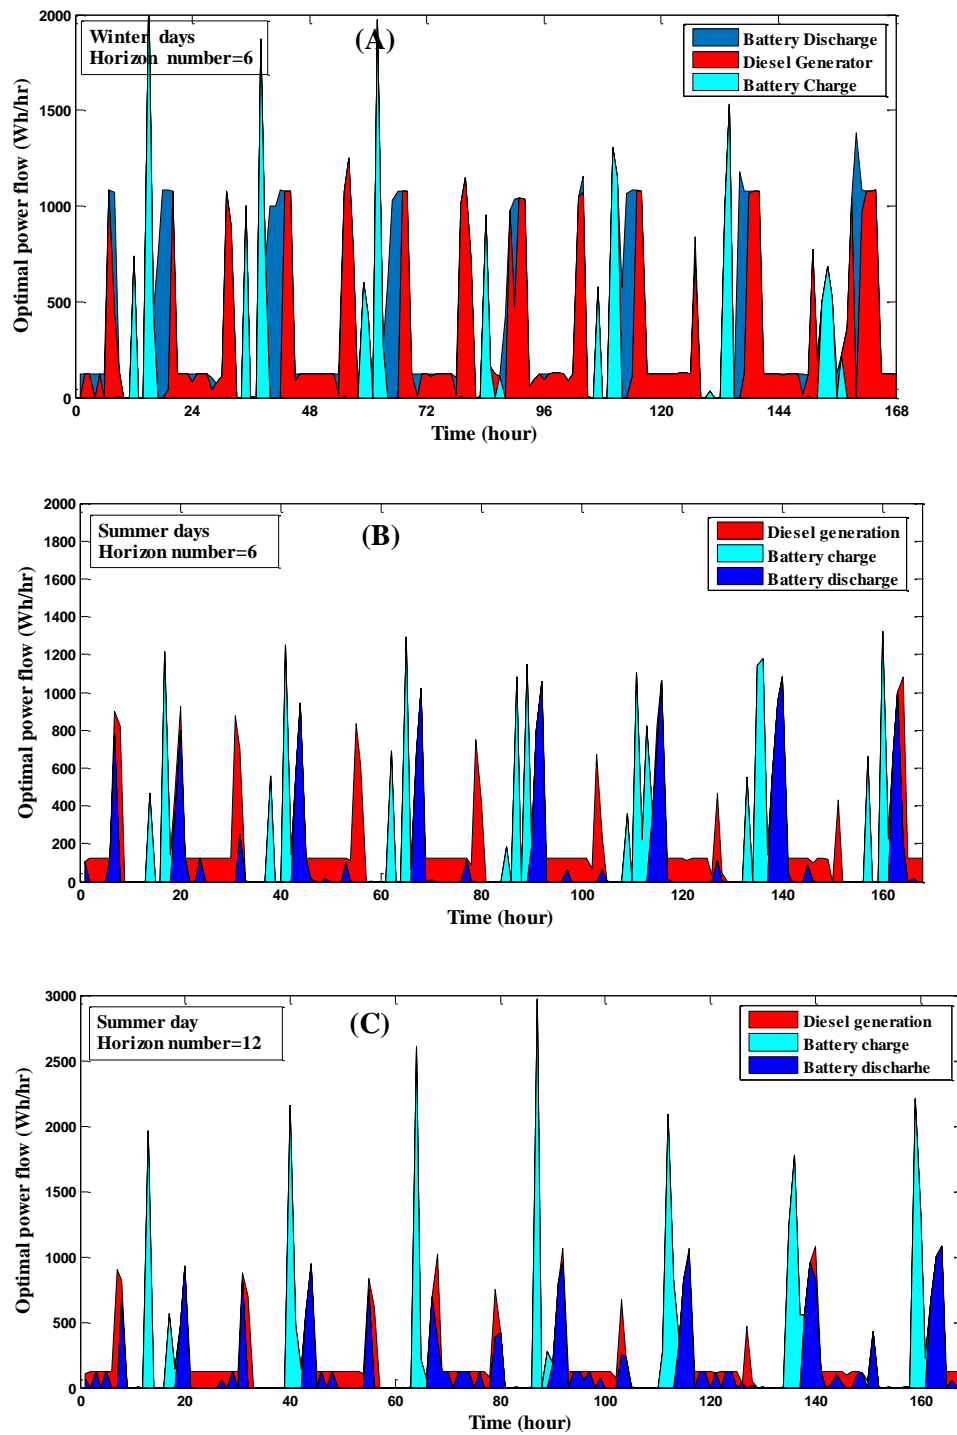 Winter days
Horizon number=6
(A)
Battery Discharge
Diesel Generator
Battery Charge
Optimal power flow (Wh/hr)
2000
1500
1000
500
0
0 24 48 72 96 120 144 168
Time (hour)
Summer days
Horizon number=6
(B)
Diesel generation
Battery charge
Battery discharge
Optimal power flow (Wh/hr)
2000
1800
1600
1400
1200
1000
800
600
400
200
0
0 20 40 60 80 100 120 140 160
Time (hour)
Summer day
Horizon number=12
(C)
Diesel generation
Battery charge
Battery discharhe
Optimal power flow (Wh/hr)
3000
2500
2000
1500
1000
500
0
0 20 40 60 80 100 120 140 160
Time (hour)